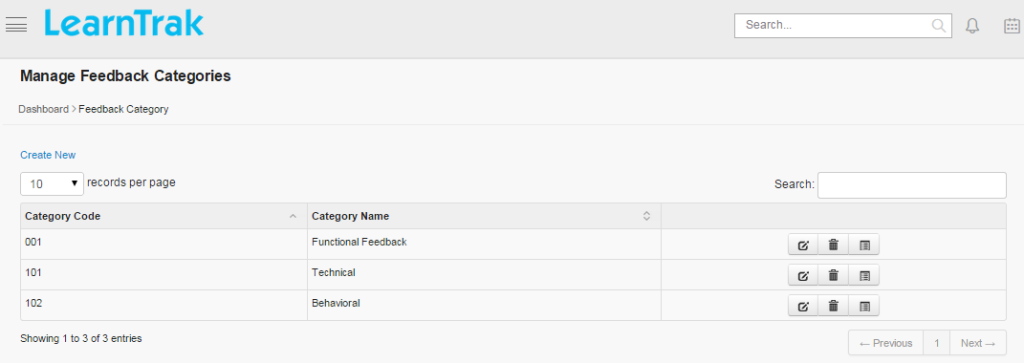 LearnTrak
Search...
Manage Feedback Categories
Dashboard > Feedback Category
Create New
10 records per page
Search:
Category Code Category Name
001 Functional Feedback
101 Technical
102 Behavioral
Showing 1 to 3 of 3 entries
← Previous 1 Next →